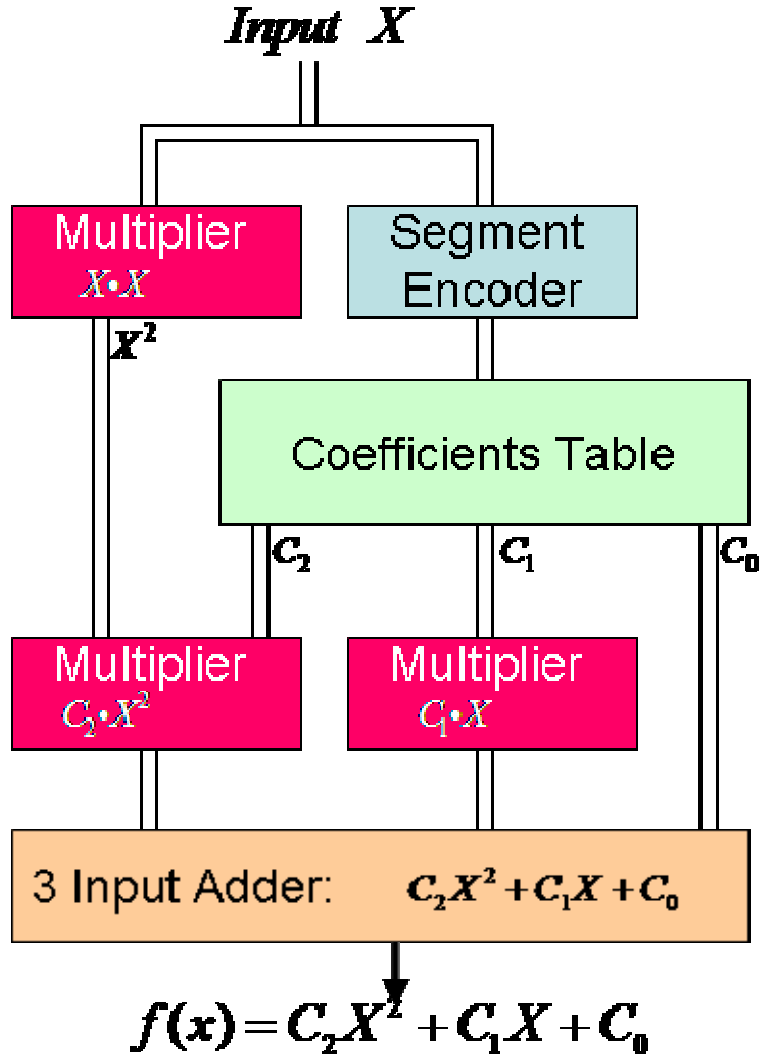 Input X
Multiplier
X•X
Segment
Encoder
X²
Coefficients Table
C₂
C₁
C₀
Multiplier
C₂•X²
Multiplier
C₁•X
3 Input Adder: C₂X²+C₁X+C₀
f(x)=C₂X²+C₁X+C₀